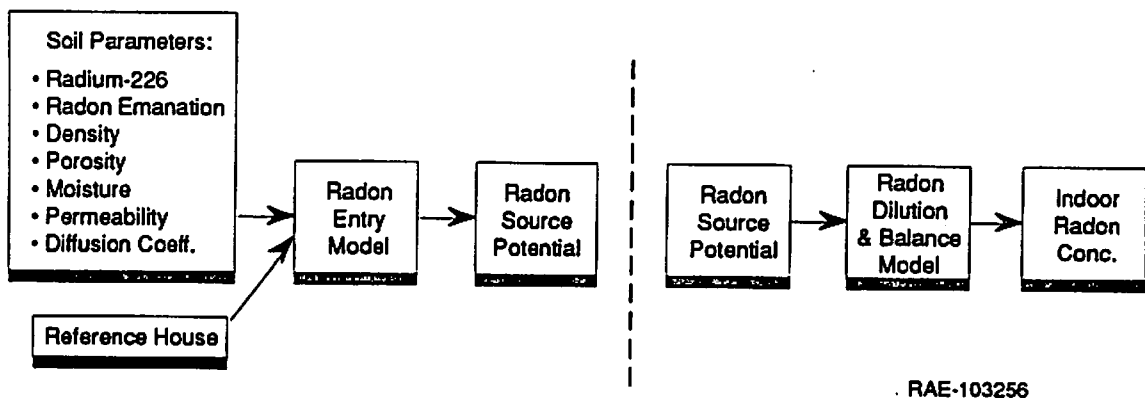 Soil Parameters:
• Radium-226
• Radon Emanation
• Density
• Porosity
• Moisture
• Permeability
• Diffusion Coeff.
Reference House
Radon
Entry
Model
Radon
Source
Potential
Radon
Source
Potential
Radon
Dilution
& Balance
Model
Indoor
Radon
Conc.
RAE-103256